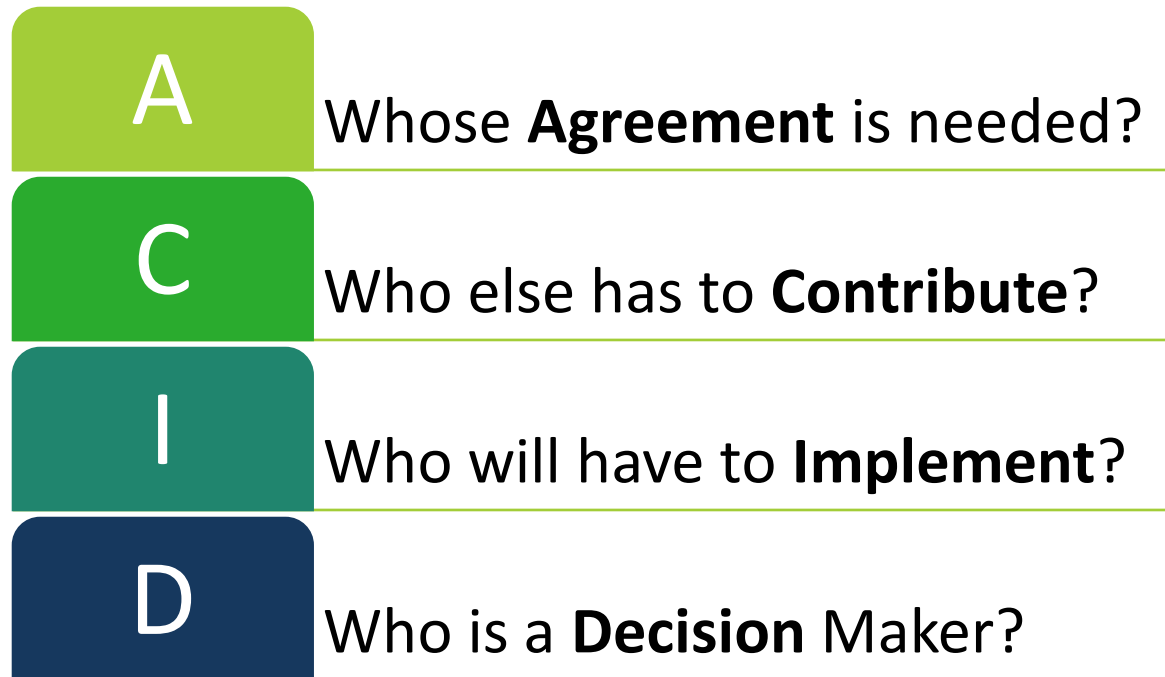 A
Whose Agreement is needed?
C
Who else has to Contribute?
I
Who will have to Implement?
D
Who is a Decision Maker?